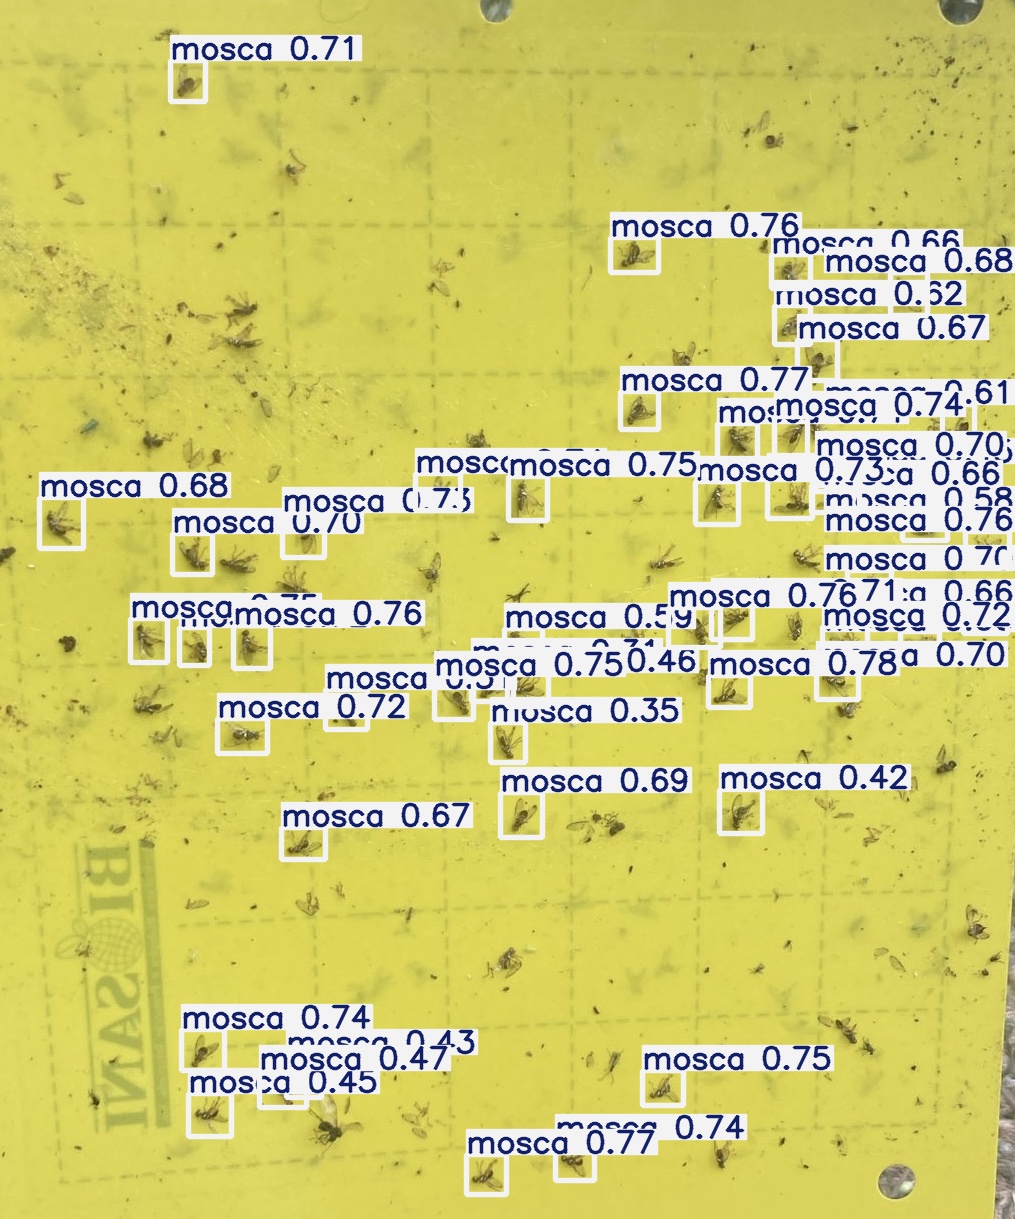 mosca 0.71
mosca 0.76
mosca 0.66
mosca 0.68
mosca 0.62
mosca 0.67
mosca 0.77
0.61
mosca 0.74
mosca 0.70
mosca 0.75
mosca 0.73
0.66
mosca 0.68
mosca 0.73
0.58
mosca 0.70
mosca 0.76
mosca 0.70
mosca
mosca 0.76
mosca 0.59
mosca 0.76
0.66
mosca 0.72
mosca 0.75
0.46
mosca 0.78
0.70
mosca
mosca 0.72
mosca 0.35
mosca 0.69
mosca 0.42
mosca 0.67
BIOSANI
mosca 0.74
mosca 0.43
mosca 0.47
mosca 0.75
mosca 0.45
mosca 0.74
mosca 0.77